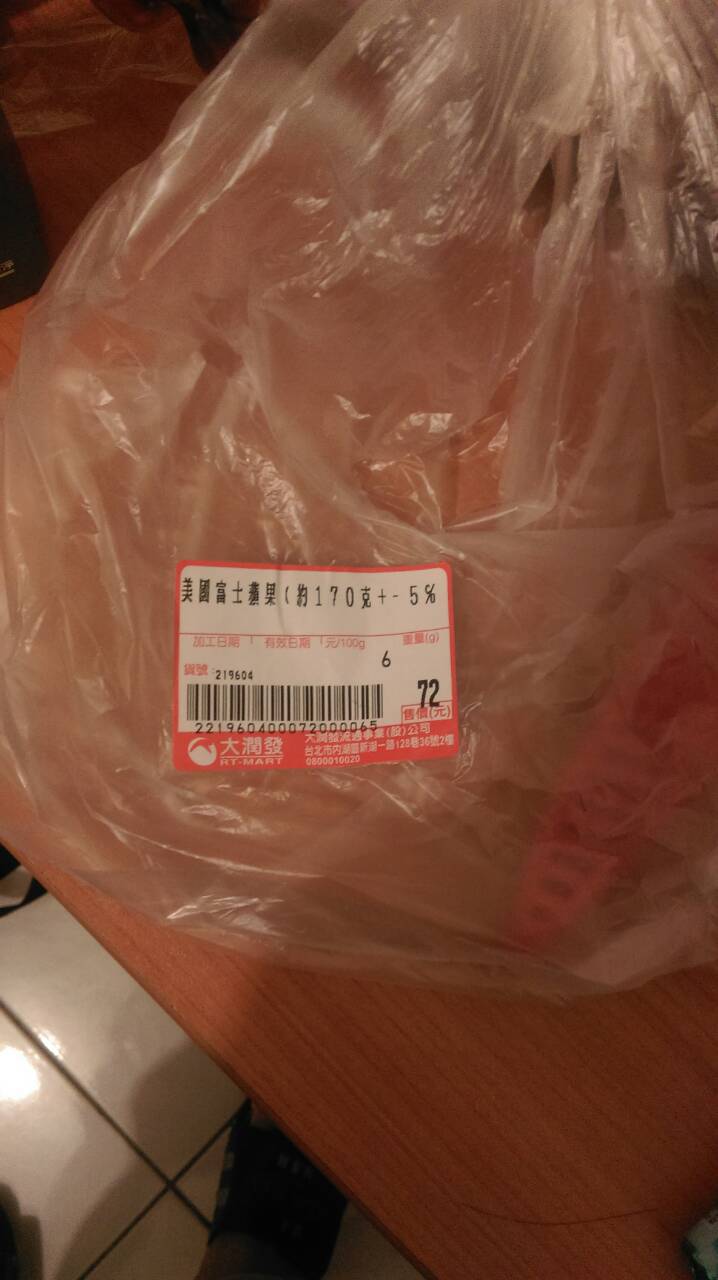 美國富士蘋果(約170克+-5%
加工日期 有效日期 元/100g 重量(g)
6
貨號: 219604
72
售價(元)
221960400072000065
大潤發 RT-MART
大潤發流通事業(股)公司
台北市內湖區新湖一路128巷36號2樓
0800010020